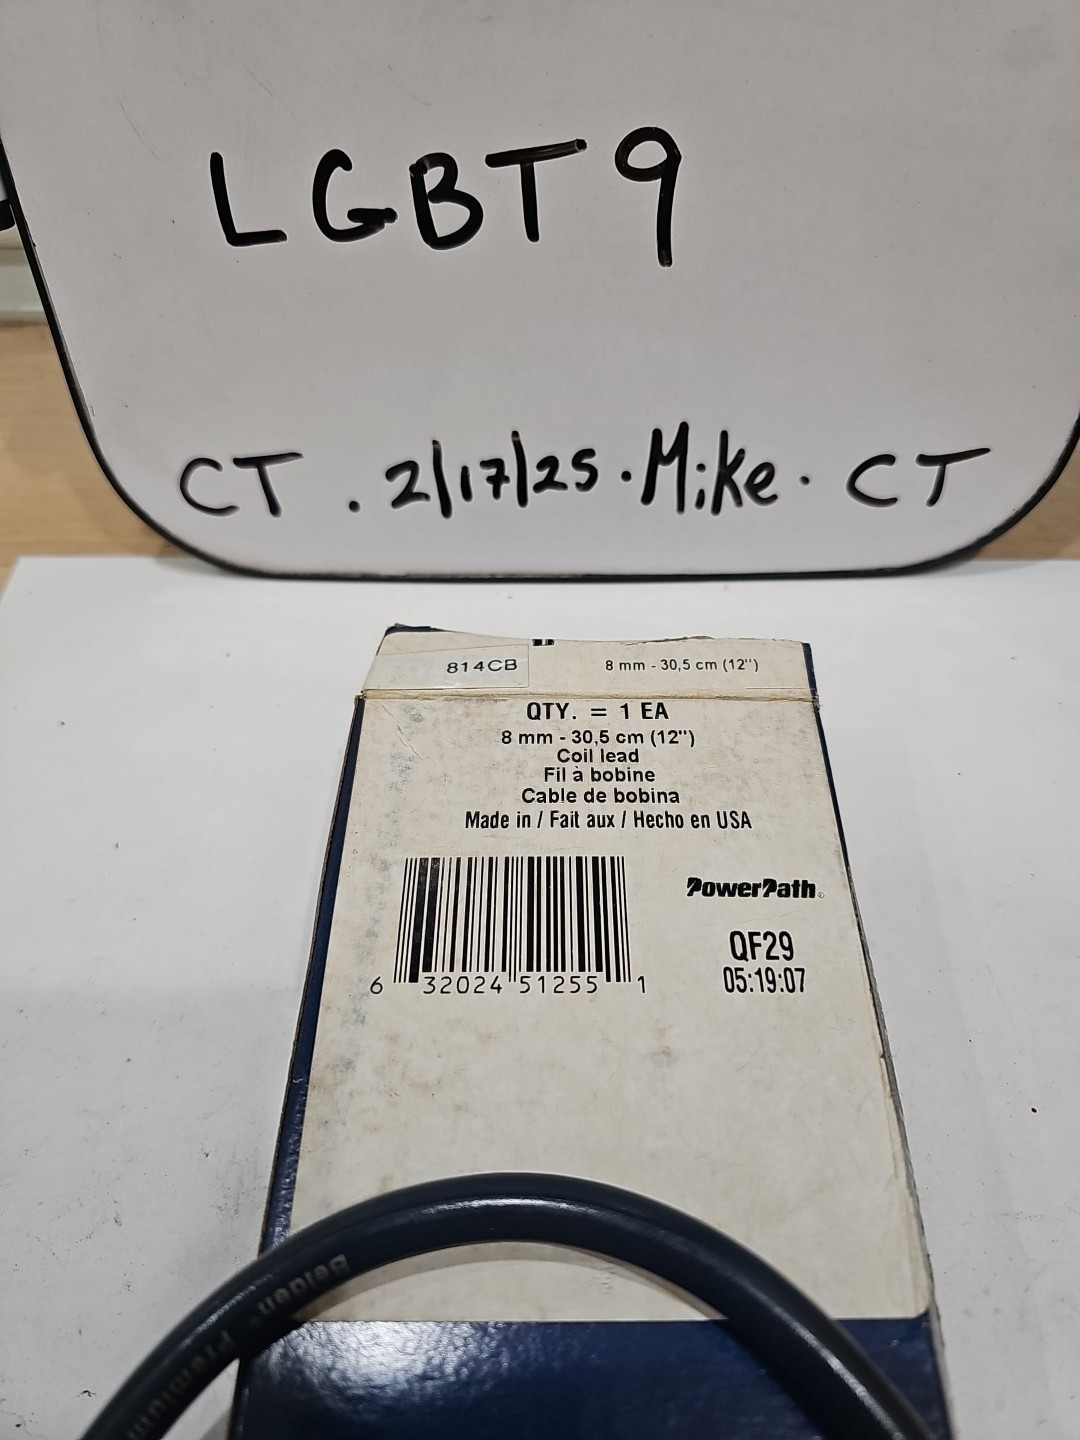 LGBT9
CT . 2/17/25 · Mike · CT
814CB
8 mm - 30,5 cm (12")
QTY. = 1 EA
8 mm - 30,5 cm (12")
Coil lead
Fil à bobine
Cable de bobina
Made in / Fait aux / Hecho en USA
PowerPath®
QF29
05:19:07
6 32024 51255 1
Belden® Premium